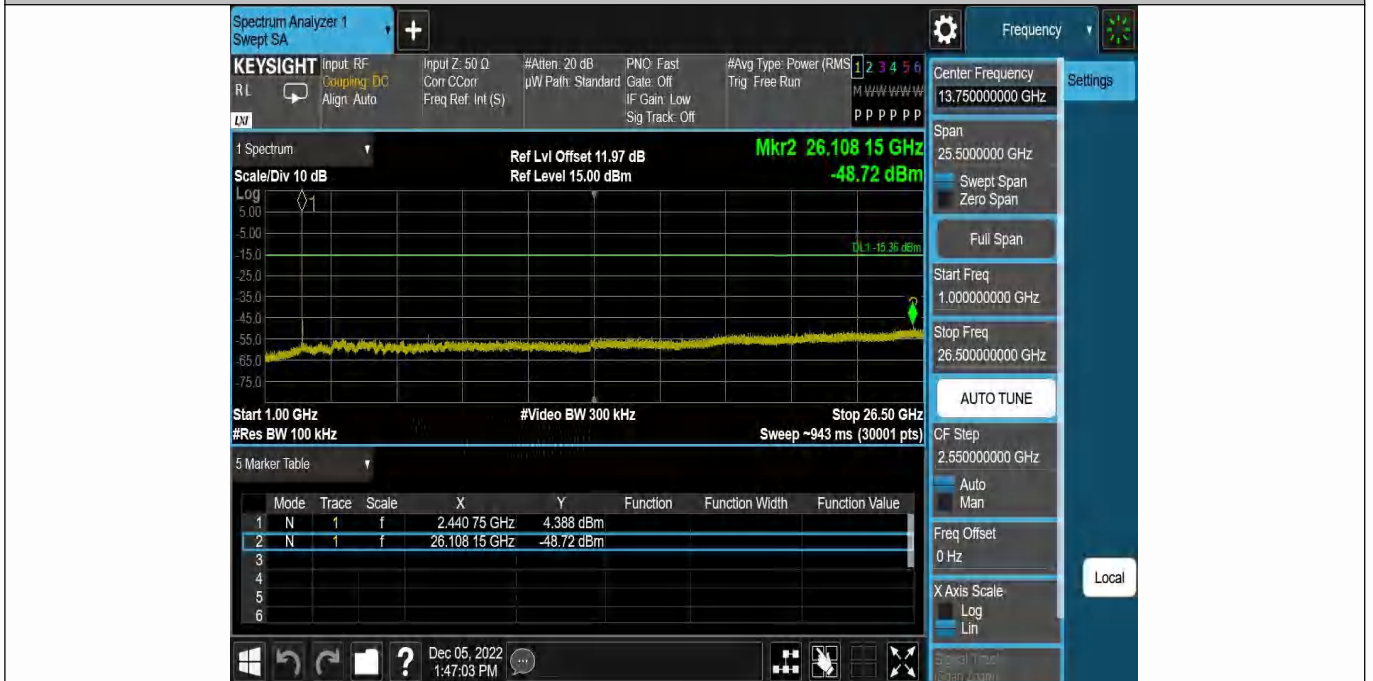 Spectrum Analyzer 1
Swept SA
+
Frequency
KEYSIGHT
RL
LXI
Input: RF
Coupling: DC
Align: Auto
Input Z: 50 Ω
Corr CCorr
Freq Ref: Int (S)
#Atten: 20 dB
µW Path: Standard
PNO: Fast
Gate: Off
IF Gain: Low
Sig Track: Off
#Avg Type: Power (RMS
Trig: Free Run
1 2 3 4 5 6
M W W W W W
P P P P P P
Center Frequency
13.750000000 GHz
Settings
1 Spectrum
Scale/Div 10 dB
Ref Lvl Offset 11.97 dB
Ref Level 15.00 dBm
Mkr2 26.108 15 GHz
-48.72 dBm
Span
25.5000000 GHz
Swept Span
Zero Span
Full Span
Log
5.00
-5.00
-15.0
-25.0
-35.0
-45.0
-55.0
-65.0
-75.0
1
DL1 -15.36 dBm
Start Freq
1.000000000 GHz
Stop Freq
26.500000000 GHz
AUTO TUNE
Start 1.00 GHz
#Res BW 100 kHz
#Video BW 300 kHz
Stop 26.50 GHz
Sweep ~943 ms (30001 pts)
CF Step
2.550000000 GHz
Auto
Man
5 Marker Table
Mode Trace Scale X Y Function Function Width Function Value
1 N 1 f 2.440 75 GHz 4.388 dBm
2 N 1 f 26.108 15 GHz -48.72 dBm
3
4
5
6
Freq Offset
0 Hz
X Axis Scale
Log
Lin
Local
?
Dec 05, 2022
1:47:03 PM
Signal Track
(Span Zoom)